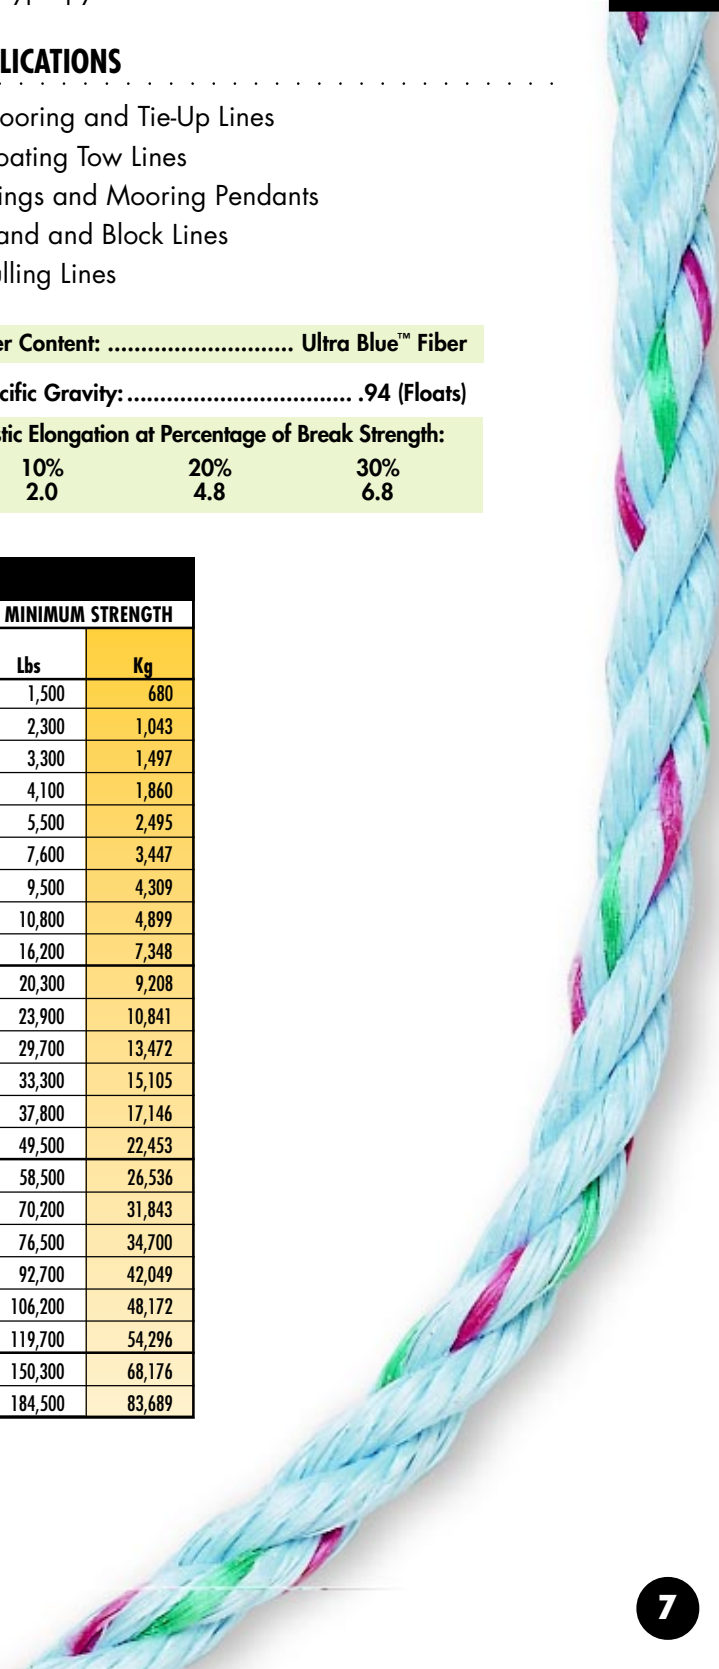 LICATIONS
ooring and Tie-Up Lines
oating Tow Lines
ings and Mooring Pendants
and and Block Lines
lling Lines
er Content: ............................ Ultra Blue™ Fiber
cific Gravity: .................................. .94 (Floats)
stic Elongation at Percentage of Break Strength:
10% 20% 30%
2.0 4.8 6.8
MINIMUM STRENGTH
Lbs Kg
1,500 680
2,300 1,043
3,300 1,497
4,100 1,860
5,500 2,495
7,600 3,447
9,500 4,309
10,800 4,899
16,200 7,348
20,300 9,208
23,900 10,841
29,700 13,472
33,300 15,105
37,800 17,146
49,500 22,453
58,500 26,536
70,200 31,843
76,500 34,700
92,700 42,049
106,200 48,172
119,700 54,296
150,300 68,176
184,500 83,689
7